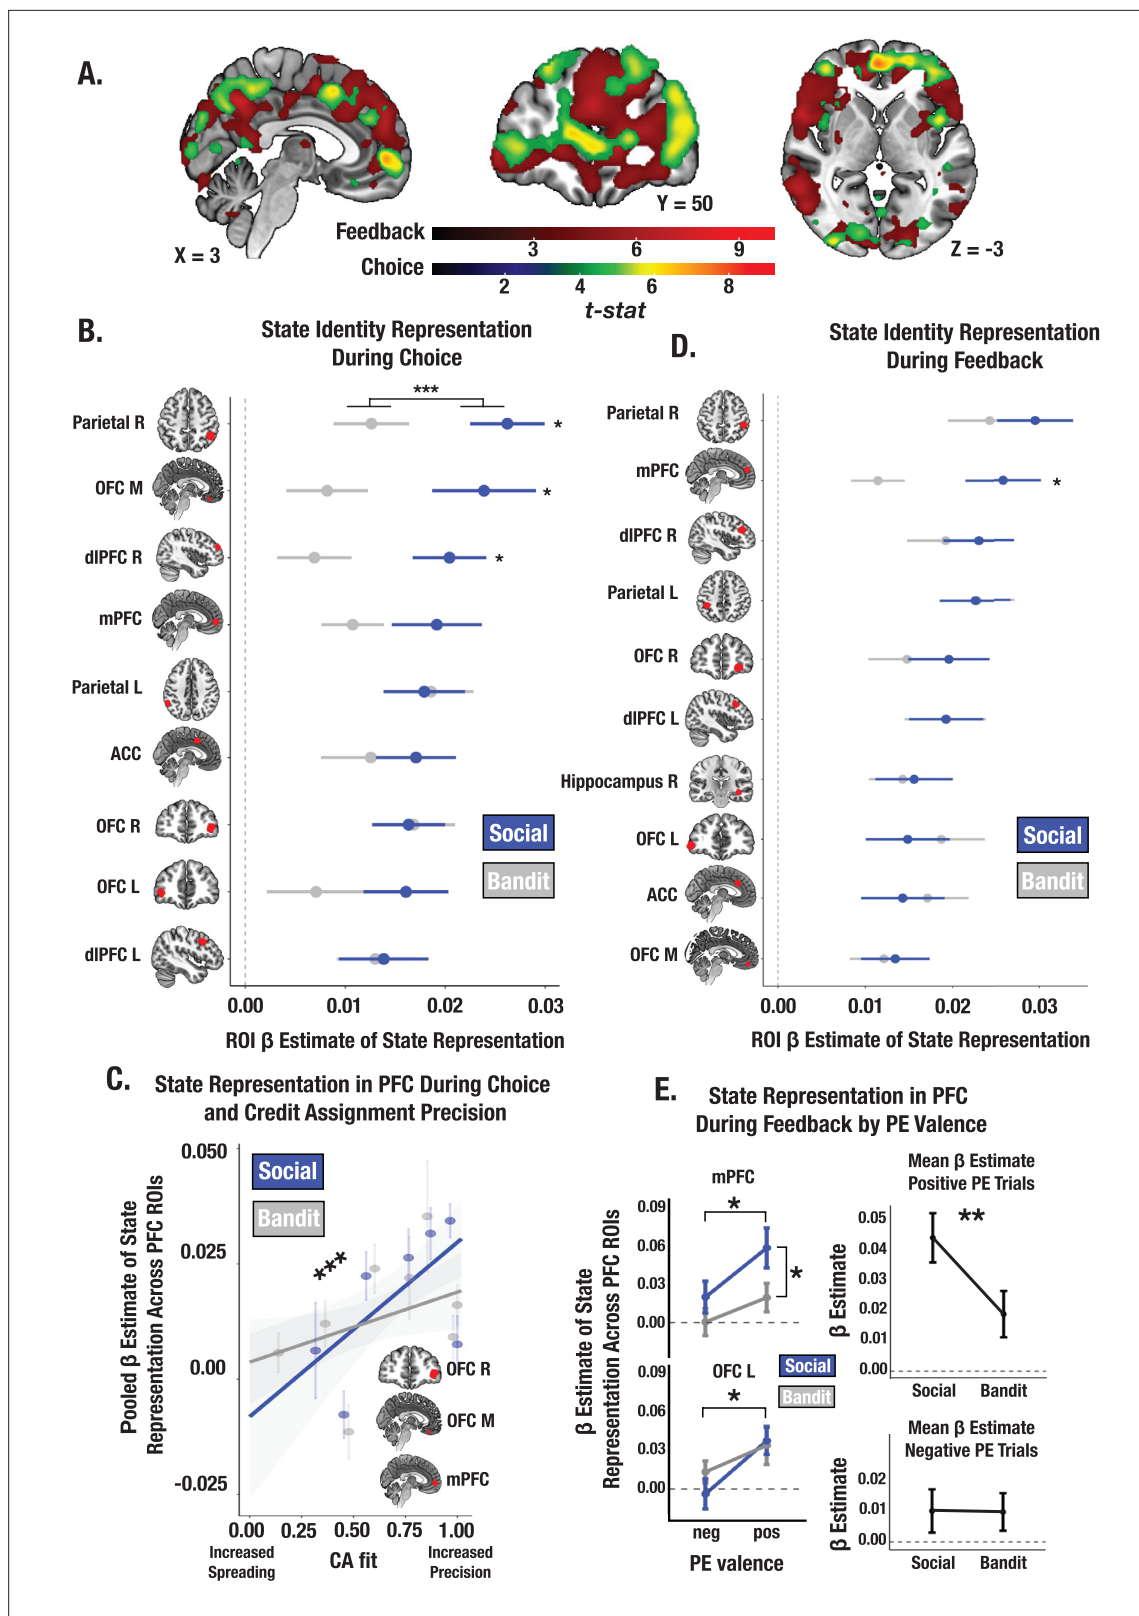 A.
X = 3
Y = 50
Z = -3
Feedback
3 6 9
Choice
2 4 6 8
t-stat
B.
State Identity Representation
During Choice
***
Parietal R
*
OFC M
*
dlPFC R
*
mPFC
Parietal L
ACC
OFC R
OFC L
dlPFC L
Social
Bandit
0.00 0.01 0.02 0.03
ROI β Estimate of State Representation
D.
State Identity Representation
During Feedback
Parietal R
mPFC
*
dlPFC R
Parietal L
OFC R
dlPFC L
Hippocampus R
OFC L
ACC
OFC M
Social
Bandit
0.00 0.01 0.02 0.03
ROI β Estimate of State Representation
C.
State Representation in PFC During Choice
and Credit Assignment Precision
Pooled β Estimate of State
Representation Across PFC ROIs
0.050
0.025
0.00
-0.025
Social
Bandit
***
OFC R
OFC M
mPFC
0.00 0.25 0.50 0.75 1.00
Increased
Spreading
CA fit
Increased
Precision
E.
State Representation in PFC
During Feedback by PE Valence
β Estimate of State
Representation Across PFC ROIs
mPFC
0.09
0.06
0.03
0.00
*
*
Social
Bandit
OFC L
0.09
0.06
0.03
0.00
*
neg pos
PE valence
Mean β Estimate
Positive PE Trials
β Estimate
0.05
0.04
0.03
0.02
0.01
0.00
**
Social Bandit
Mean β Estimate
Negative PE Trials
β Estimate
0.02
0.01
0.00
Social Bandit